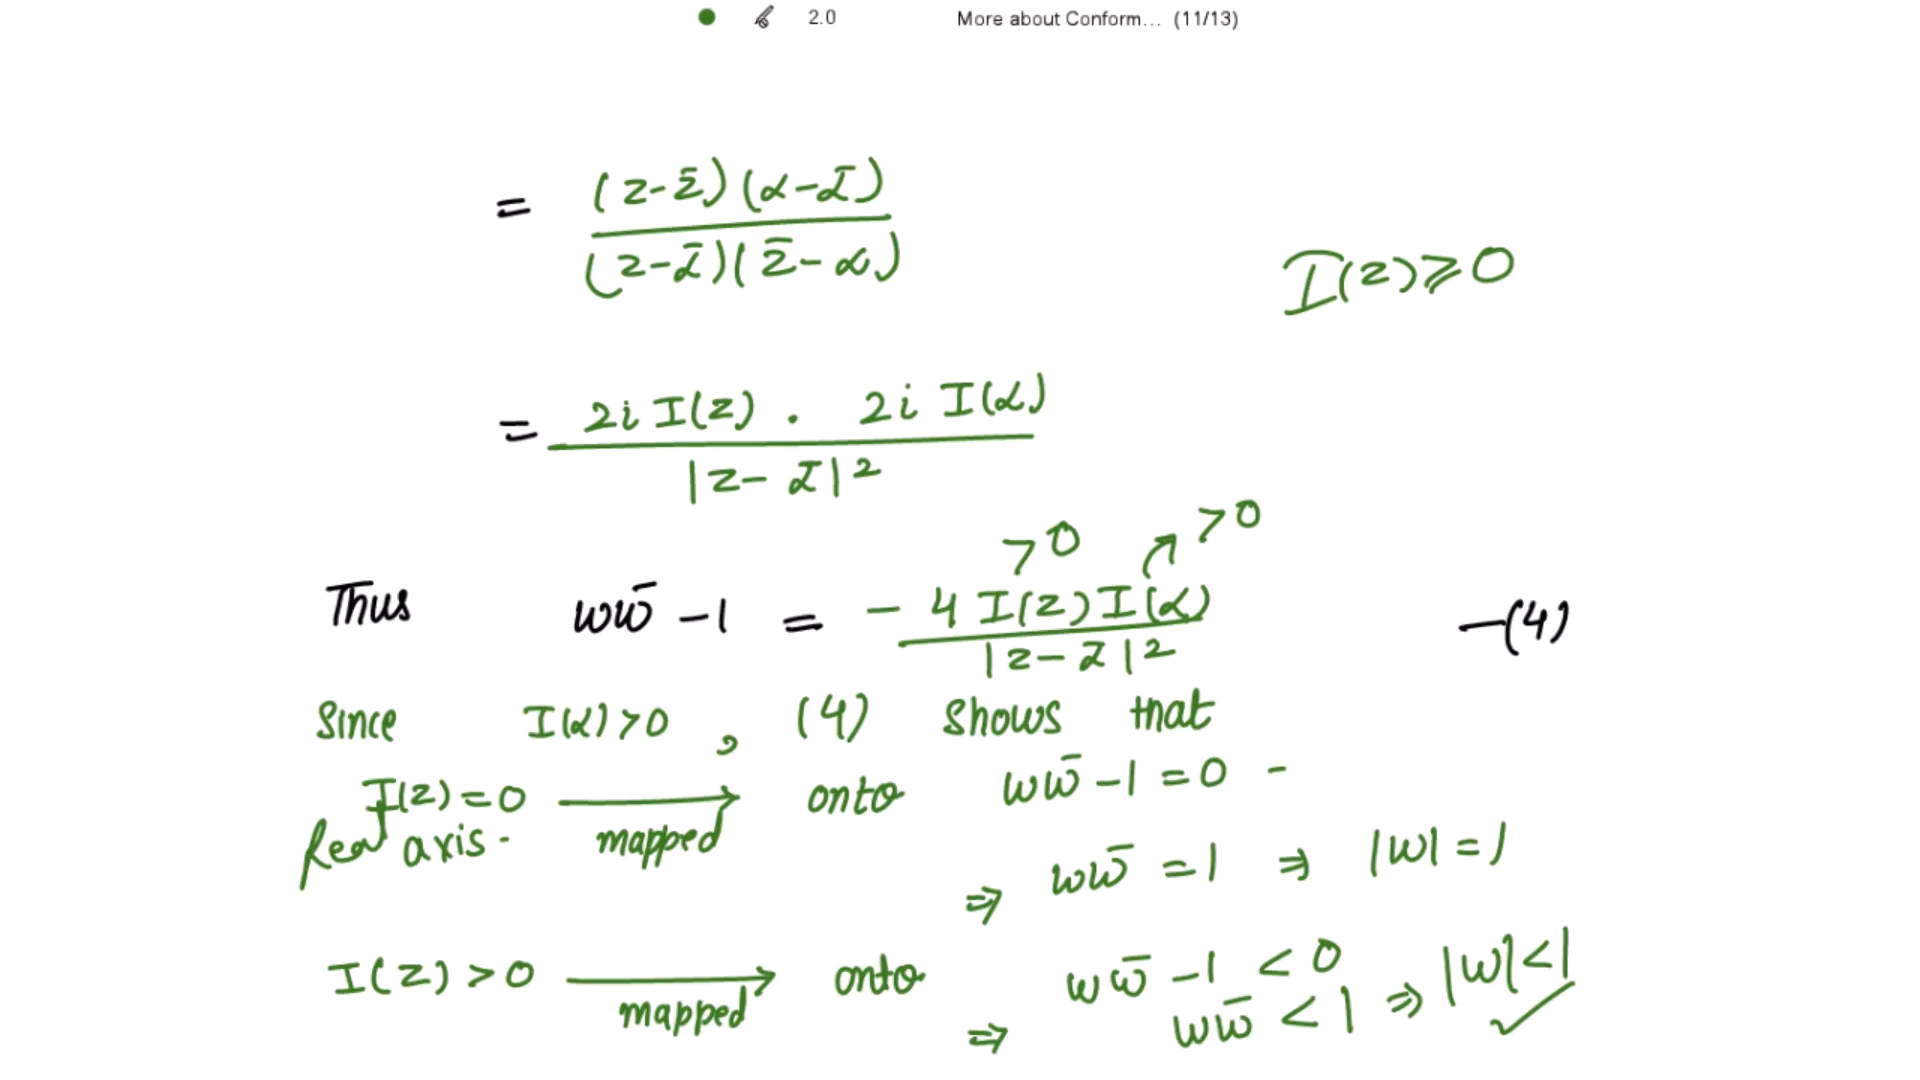 2.0 More about Conform... (11/13)
= (z-z̄)(α-ᾱ) / (z-ᾱ)(z̄-α)
I(z)⩾0
= 2i I(z) . 2i I(α) / |z-ᾱ|²
>0 >0
Thus ww̄ -1 = - 4 I(z) I(α) / |z-ᾱ|² —(4)
Since I(α)>0 , (4) shows that
I(z)=0 mapped → onto ww̄ -1 =0 -
Real axis.
⇒ ww̄ =1 ⇒ |w|=1
I(z) >0 mapped → onto ww̄ -1 <0
⇒ ww̄ <1 ⇒ |w|<1 ✓